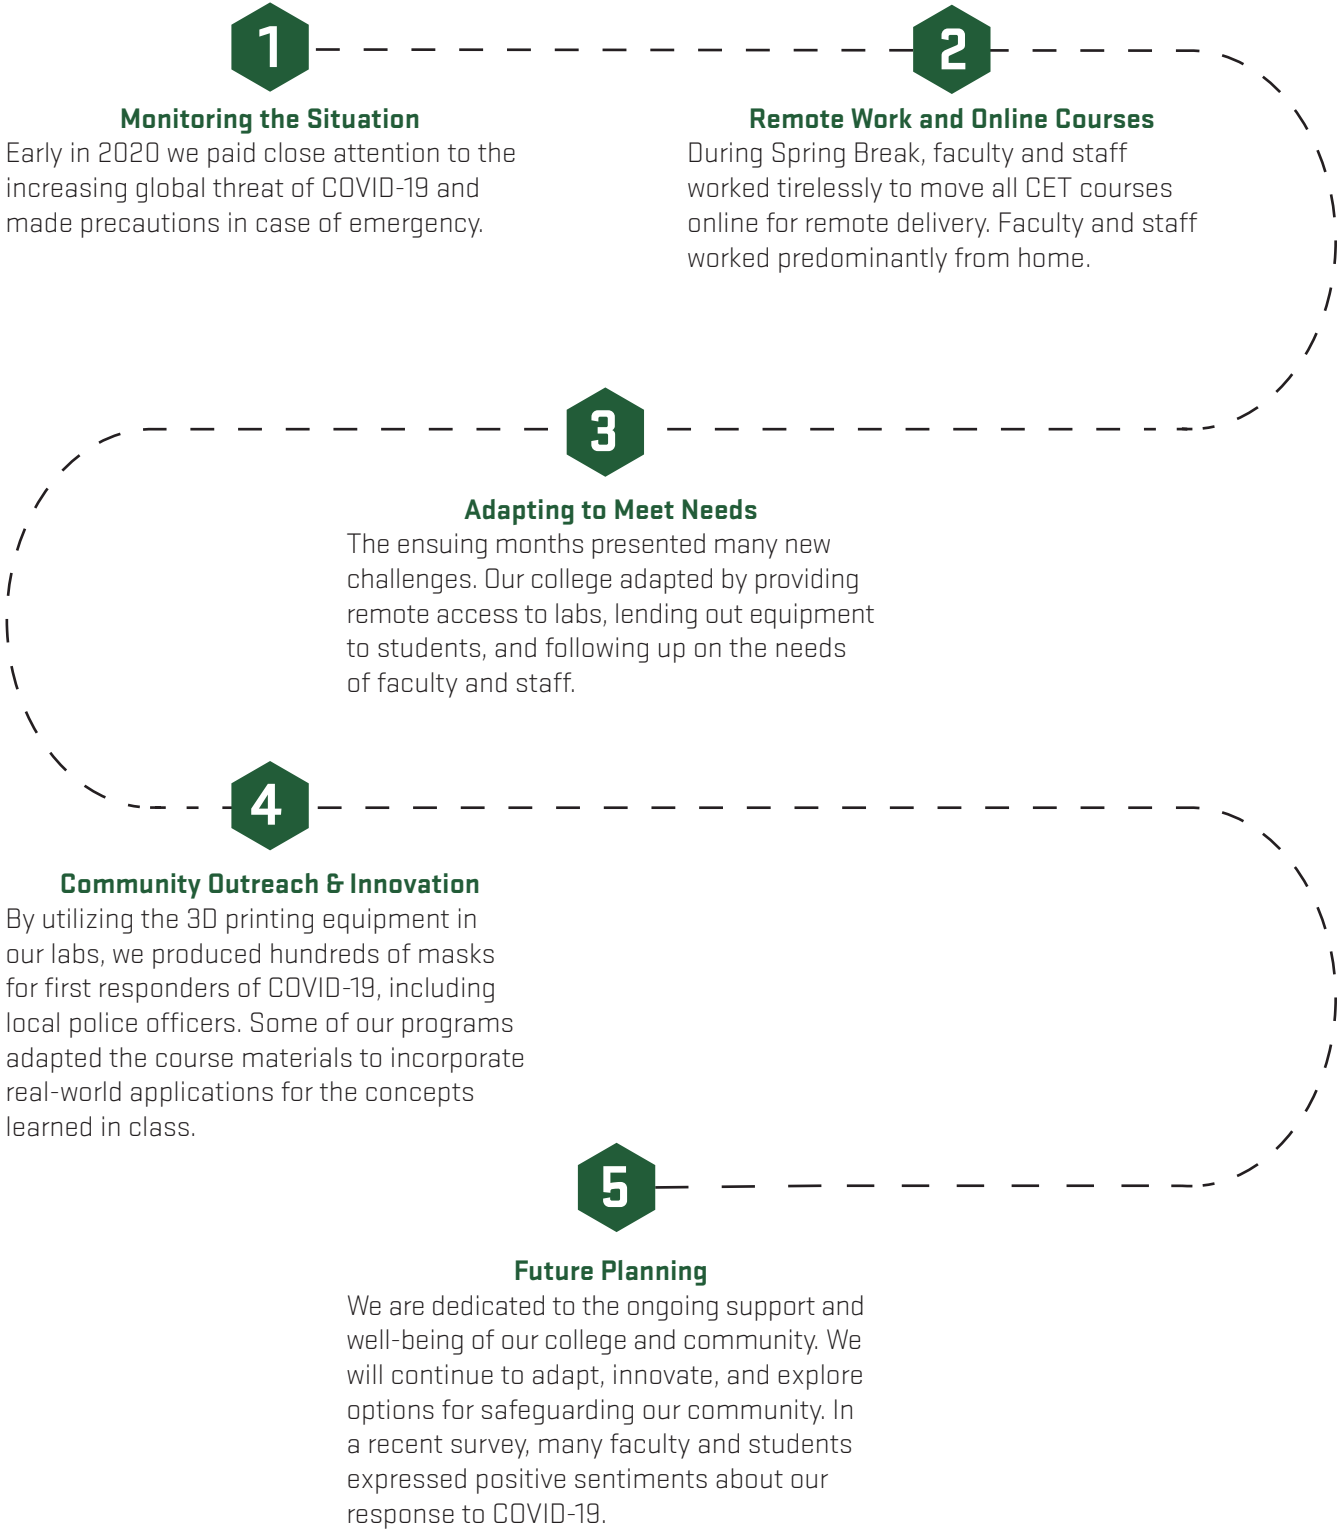 1
Monitoring the Situation
Early in 2020 we paid close attention to the
increasing global threat of COVID-19 and
made precautions in case of emergency.
2
Remote Work and Online Courses
During Spring Break, faculty and staff
worked tirelessly to move all CET courses
online for remote delivery. Faculty and staff
worked predominantly from home.
3
Adapting to Meet Needs
The ensuing months presented many new
challenges. Our college adapted by providing
remote access to labs, lending out equipment
to students, and following up on the needs
of faculty and staff.
4
Community Outreach & Innovation
By utilizing the 3D printing equipment in
our labs, we produced hundreds of masks
for first responders of COVID-19, including
local police officers. Some of our programs
adapted the course materials to incorporate
real-world applications for the concepts
learned in class.
5
Future Planning
We are dedicated to the ongoing support and
well-being of our college and community. We
will continue to adapt, innovate, and explore
options for safeguarding our community. In
a recent survey, many faculty and students
expressed positive sentiments about our
response to COVID-19.